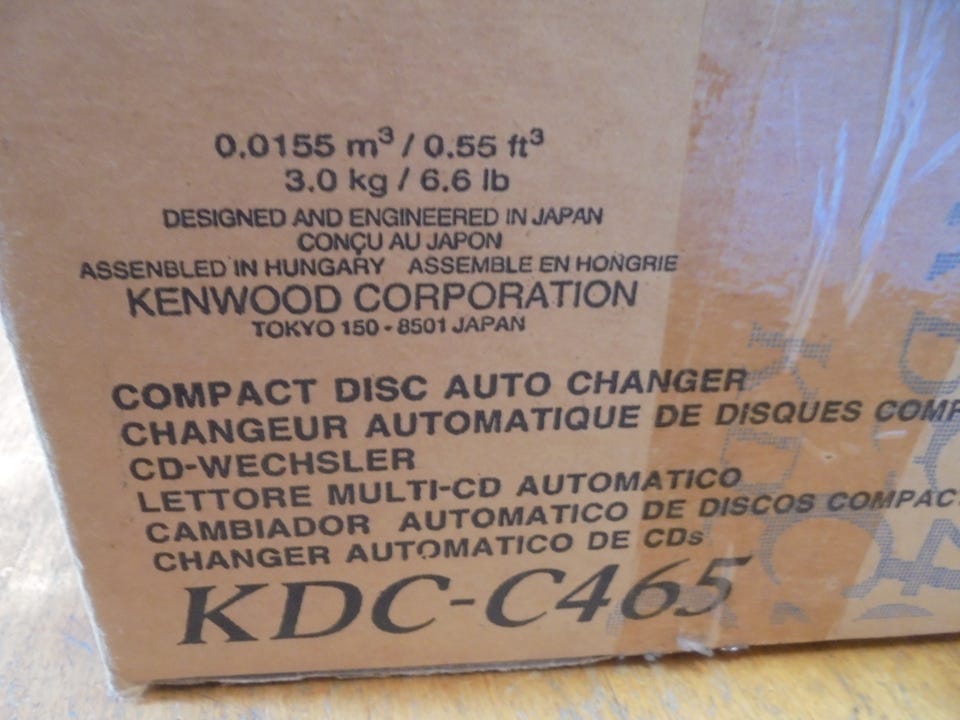 0.0155 m³ / 0.55 ft³
3.0 kg / 6.6 lb
DESIGNED AND ENGINEERED IN JAPAN
CONÇU AU JAPON
ASSENBLED IN HUNGARY ASSEMBLE EN HONGRIE
KENWOOD CORPORATION
TOKYO 150-8501 JAPAN
COMPACT DISC AUTO CHANGER
CHANGEUR AUTOMATIQUE DE DISQUES COMP
CD-WECHSLER
LETTORE MULTI-CD AUTOMATICO
CAMBIADOR AUTOMATICO DE DISCOS COMPACT
CHANGER AUTOMATICO DE CDs
KDC-C465